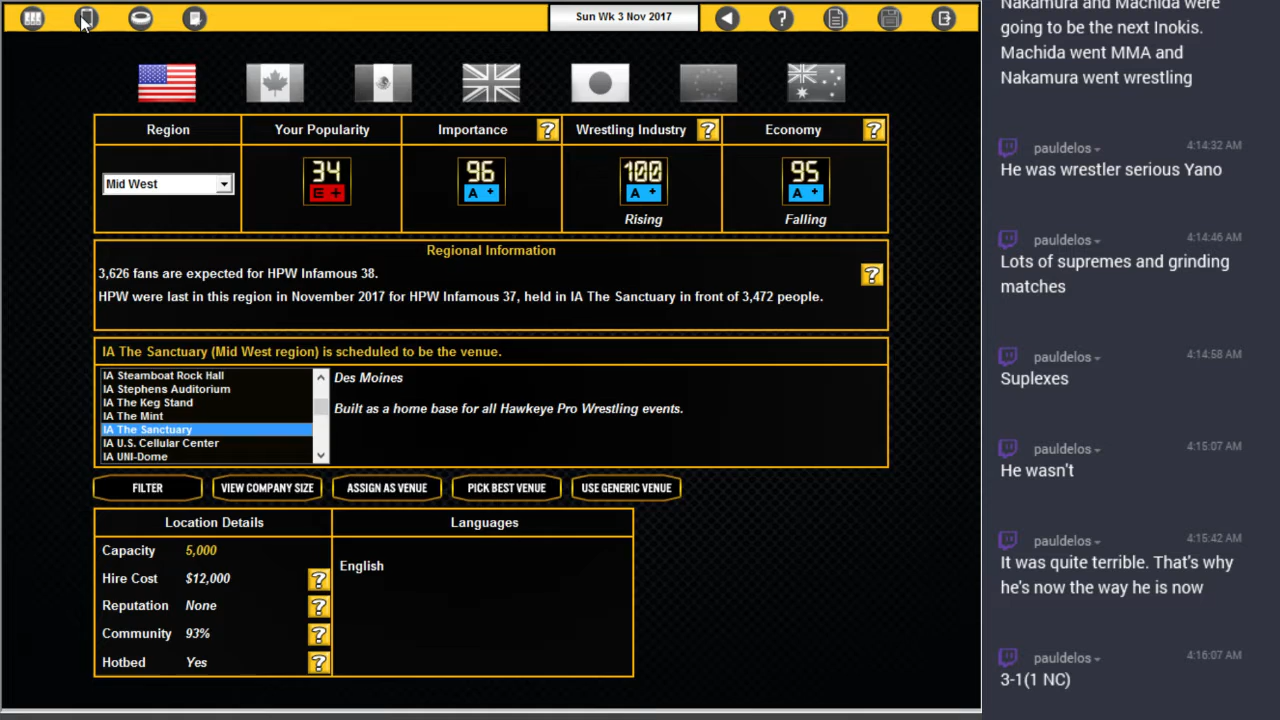 Sun Wk 3 Nov 2017
Region
Your Popularity
Importance
Wrestling Industry
Economy
Mid West
34
E +
96
A +
100
A +
Rising
95
A +
Falling
Regional Information
3,626 fans are expected for HPW Infamous 38.
HPW were last in this region in November 2017 for HPW Infamous 37, held in IA The Sanctuary in front of 3,472 people.
IA The Sanctuary (Mid West region) is scheduled to be the venue.
IA Steamboat Rock Hall
IA Stephens Auditorium
IA The Keg Stand
IA The Mint
IA The Sanctuary
IA U.S. Cellular Center
IA UNI-Dome
Des Moines
Built as a home base for all Hawkeye Pro Wrestling events.
FILTER
VIEW COMPANY SIZE
ASSIGN AS VENUE
PICK BEST VENUE
USE GENERIC VENUE
Location Details
Languages
Capacity 5,000
Hire Cost $12,000
Reputation None
Community 93%
Hotbed Yes
English
Nakamura and Machida were
going to be the next Inokis.
Machida went MMA and
Nakamura went wrestling
pauldelos 4:14:32 AM
He was wrestler serious Yano
pauldelos 4:14:46 AM
Lots of supremes and grinding
matches
pauldelos 4:14:58 AM
Suplexes
pauldelos 4:15:07 AM
He wasn't
pauldelos 4:15:42 AM
It was quite terrible. That's why
he's now the way he is now
pauldelos 4:16:07 AM
3-1(1 NC)